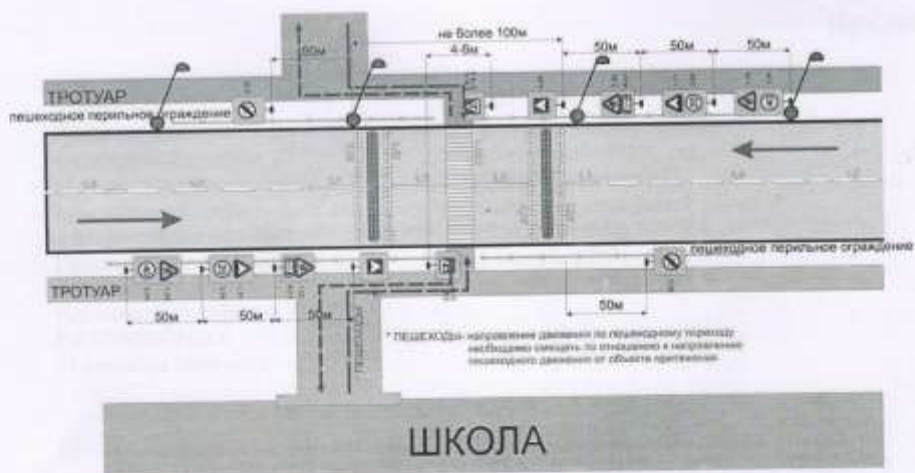 не более 100м
50м
4-6м
50м
50м
50м
ТРОТУАР
пешеходное перильное ограждение
пешеходное перильное ограждение
ТРОТУАР
50м
50м
50м
50м
ПЕШЕХОДЫ
* ПЕШЕХОДЫ- направление движения по пешеходному переходу
необходимо смещать по отношению к направлению
пешеходного движения от объекта притяжения
ШКОЛА